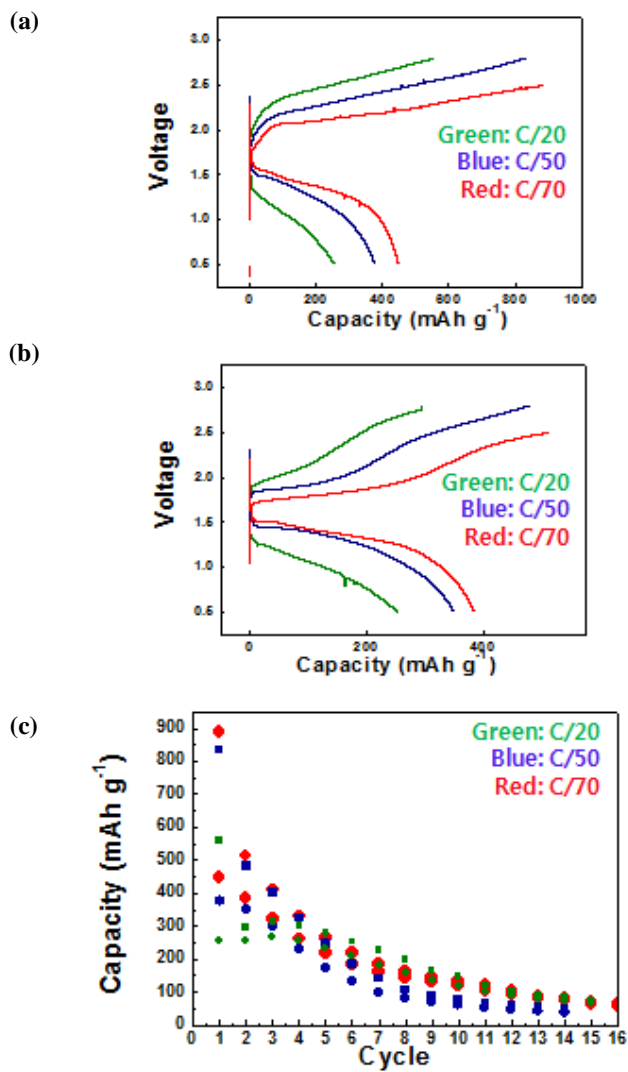 (a)
Voltage
2.5
2.0
1.5
1.0
0.5
Green: C/20
Blue: C/50
Red: C/70
0 200 400 600 800 1000
Capacity (mAh g-1)
(b)
Voltage
3.0
2.5
2.0
1.5
1.0
0.5
Green: C/20
Blue: C/50
Red: C/70
0 200 400
Capacity (mAh g-1)
(c)
Capacity (mAh g-1)
900
800
700
600
500
400
300
200
100
0
Green: C/20
Blue: C/50
Red: C/70
0 1 2 3 4 5 6 7 8 9 10 11 12 13 14 15 16
Cycle